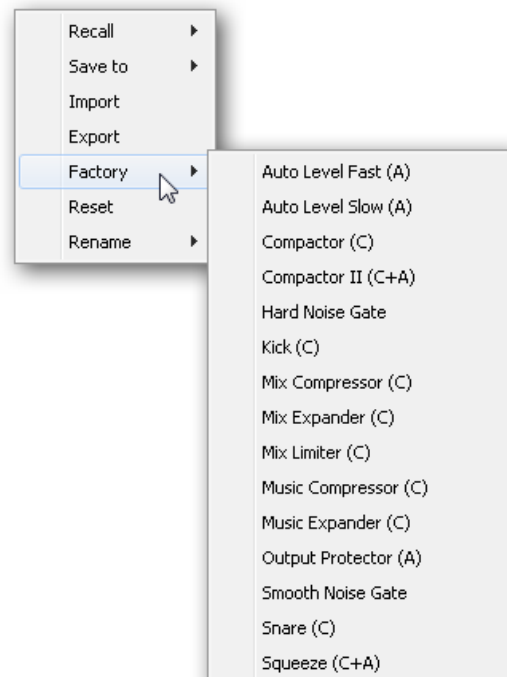 Recall
Save to
Import
Export
Factory
Reset
Rename
Auto Level Fast (A)
Auto Level Slow (A)
Compactor (C)
Compactor II (C+A)
Hard Noise Gate
Kick (C)
Mix Compressor (C)
Mix Expander (C)
Mix Limiter (C)
Music Compressor (C)
Music Expander (C)
Output Protector (A)
Smooth Noise Gate
Snare (C)
Squeeze (C+A)